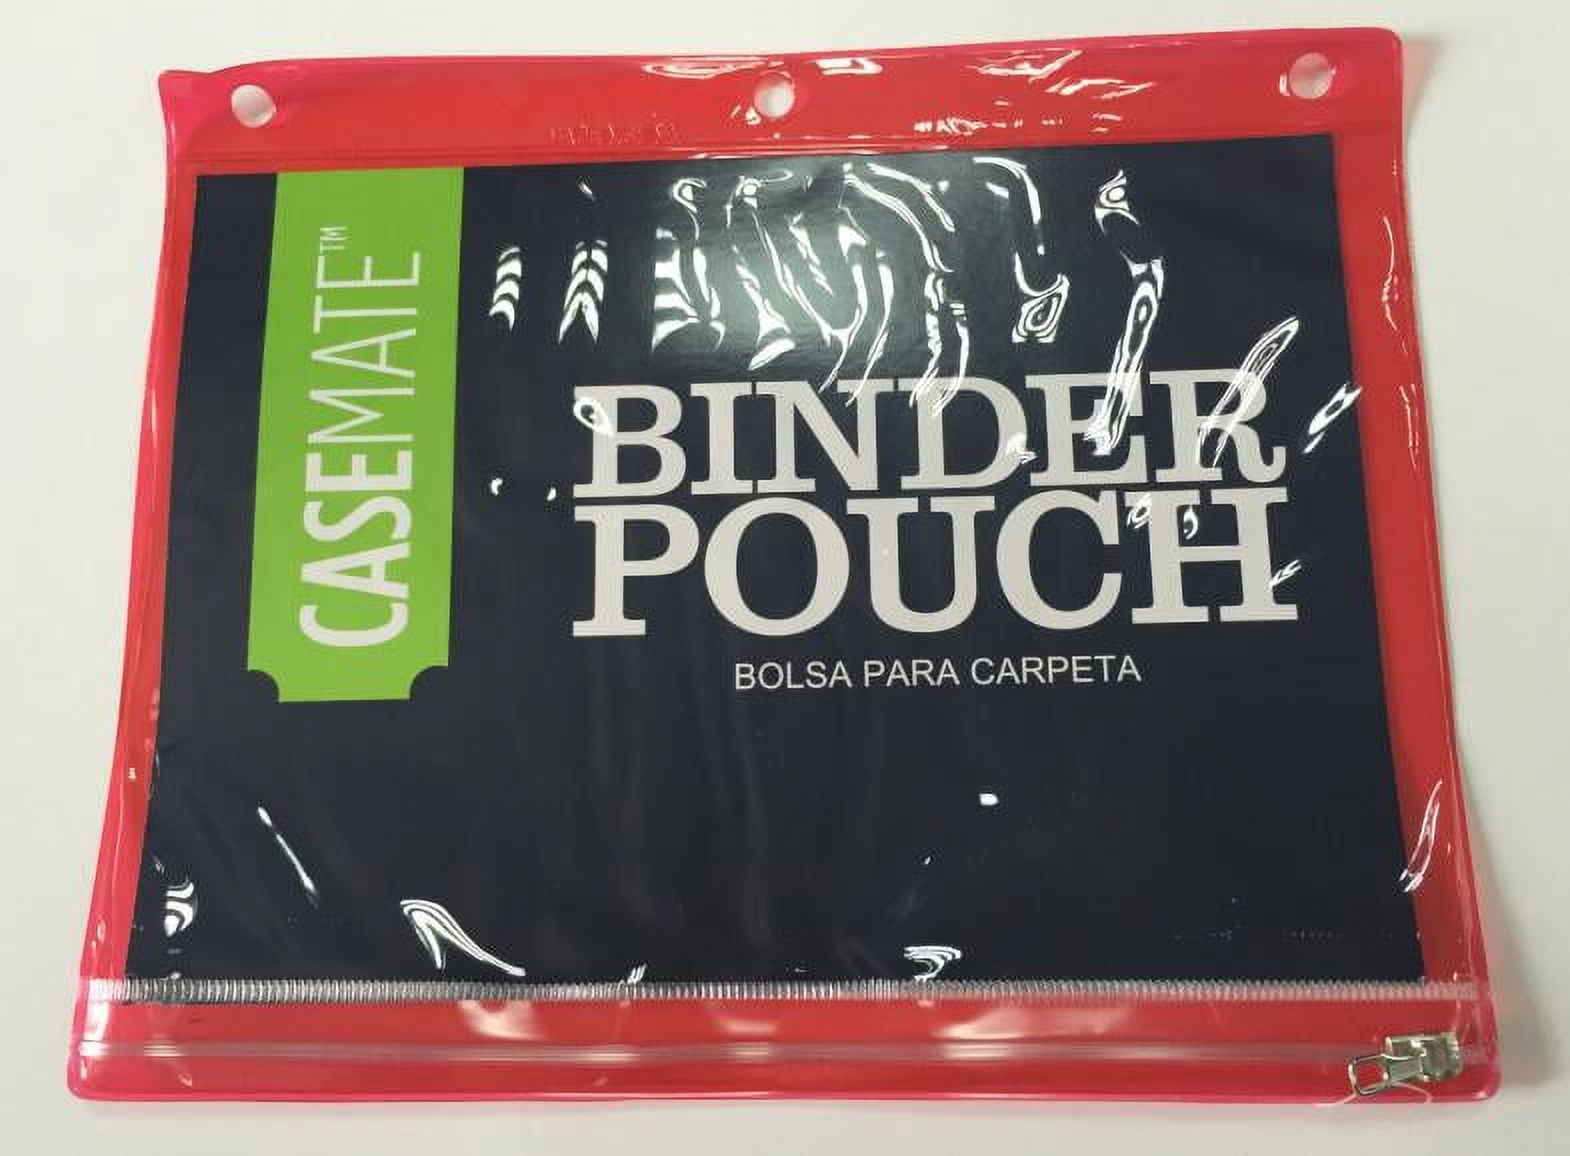 CASEMATE™
BINDER
POUCH
BOLSA PARA CARPETA